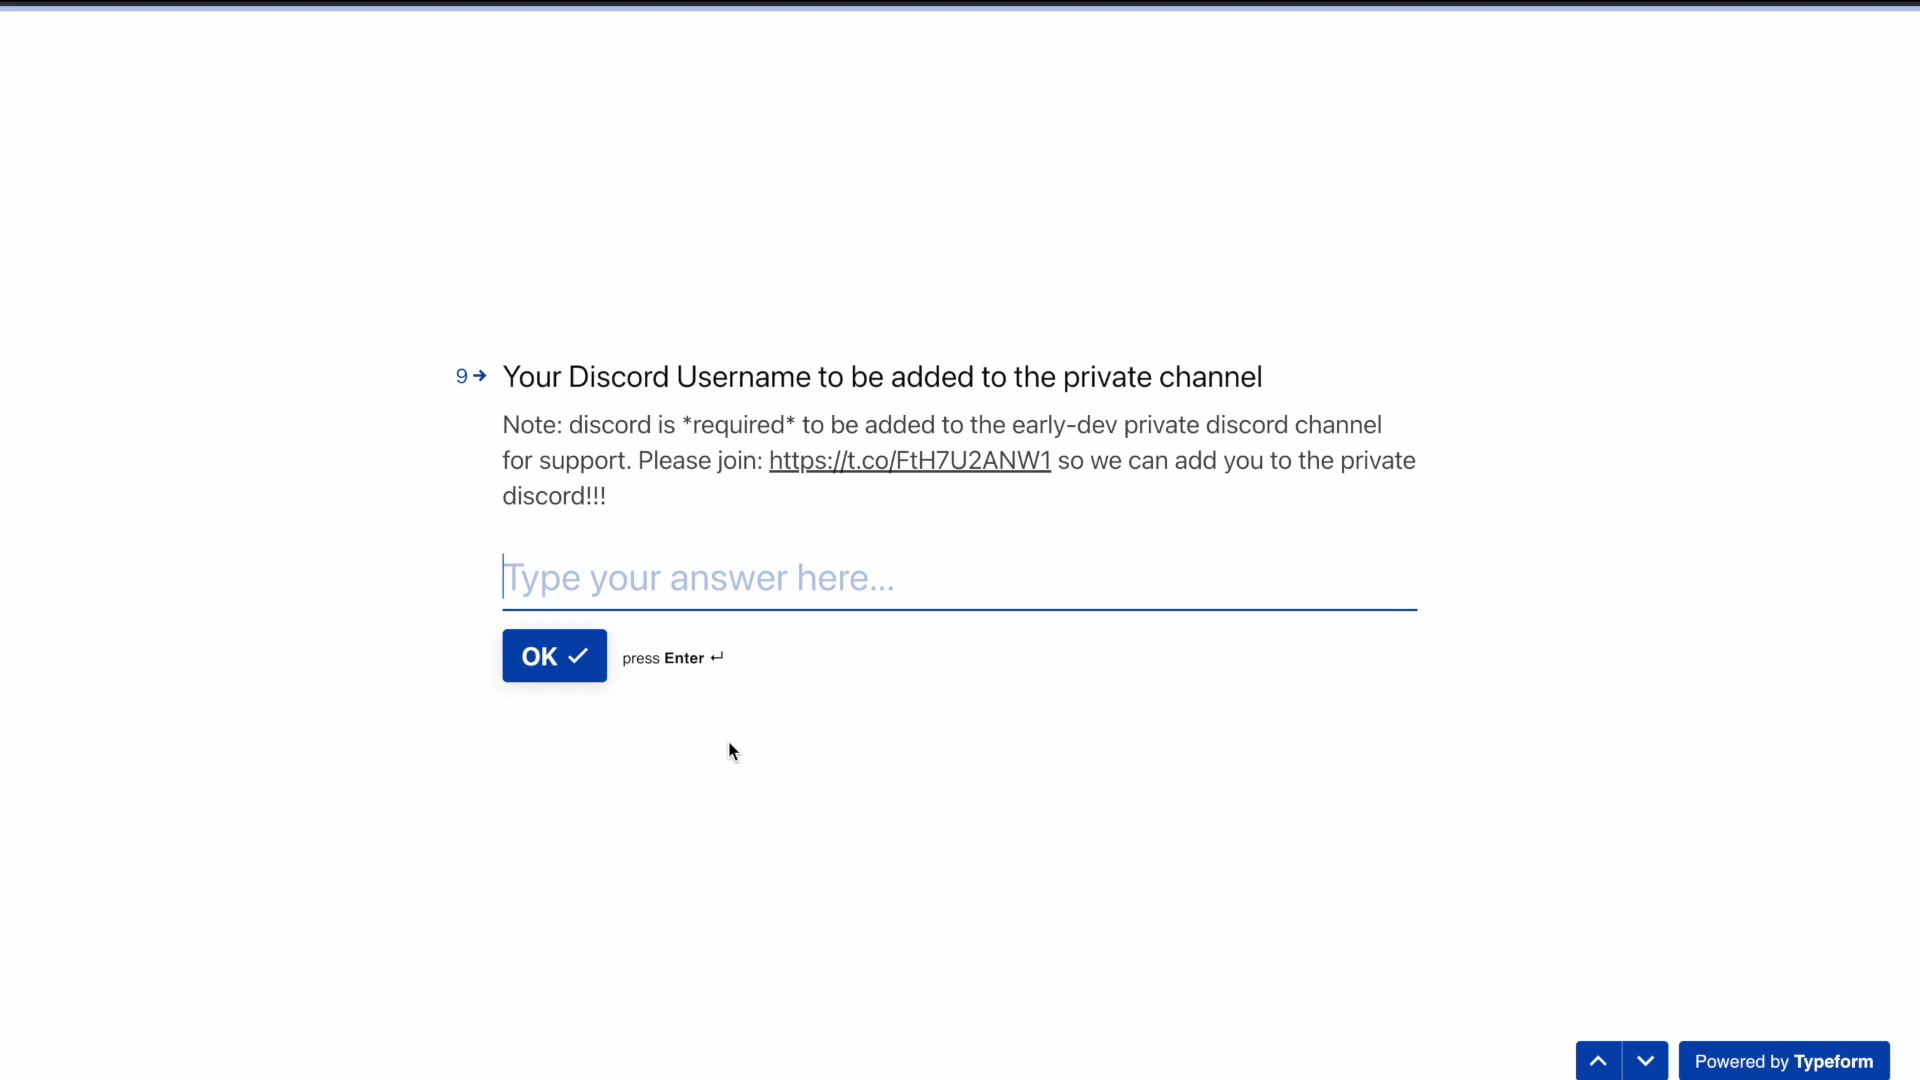 9 Your Discord Username to be added to the private channel
Note: discord is *required* to be added to the early-dev private discord channel
for support. Please join: https://t.co/FtH7U2ANW1 so we can add you to the private
discord!!!
Type your answer here...
OK
press Enter ↵
Powered by Typeform